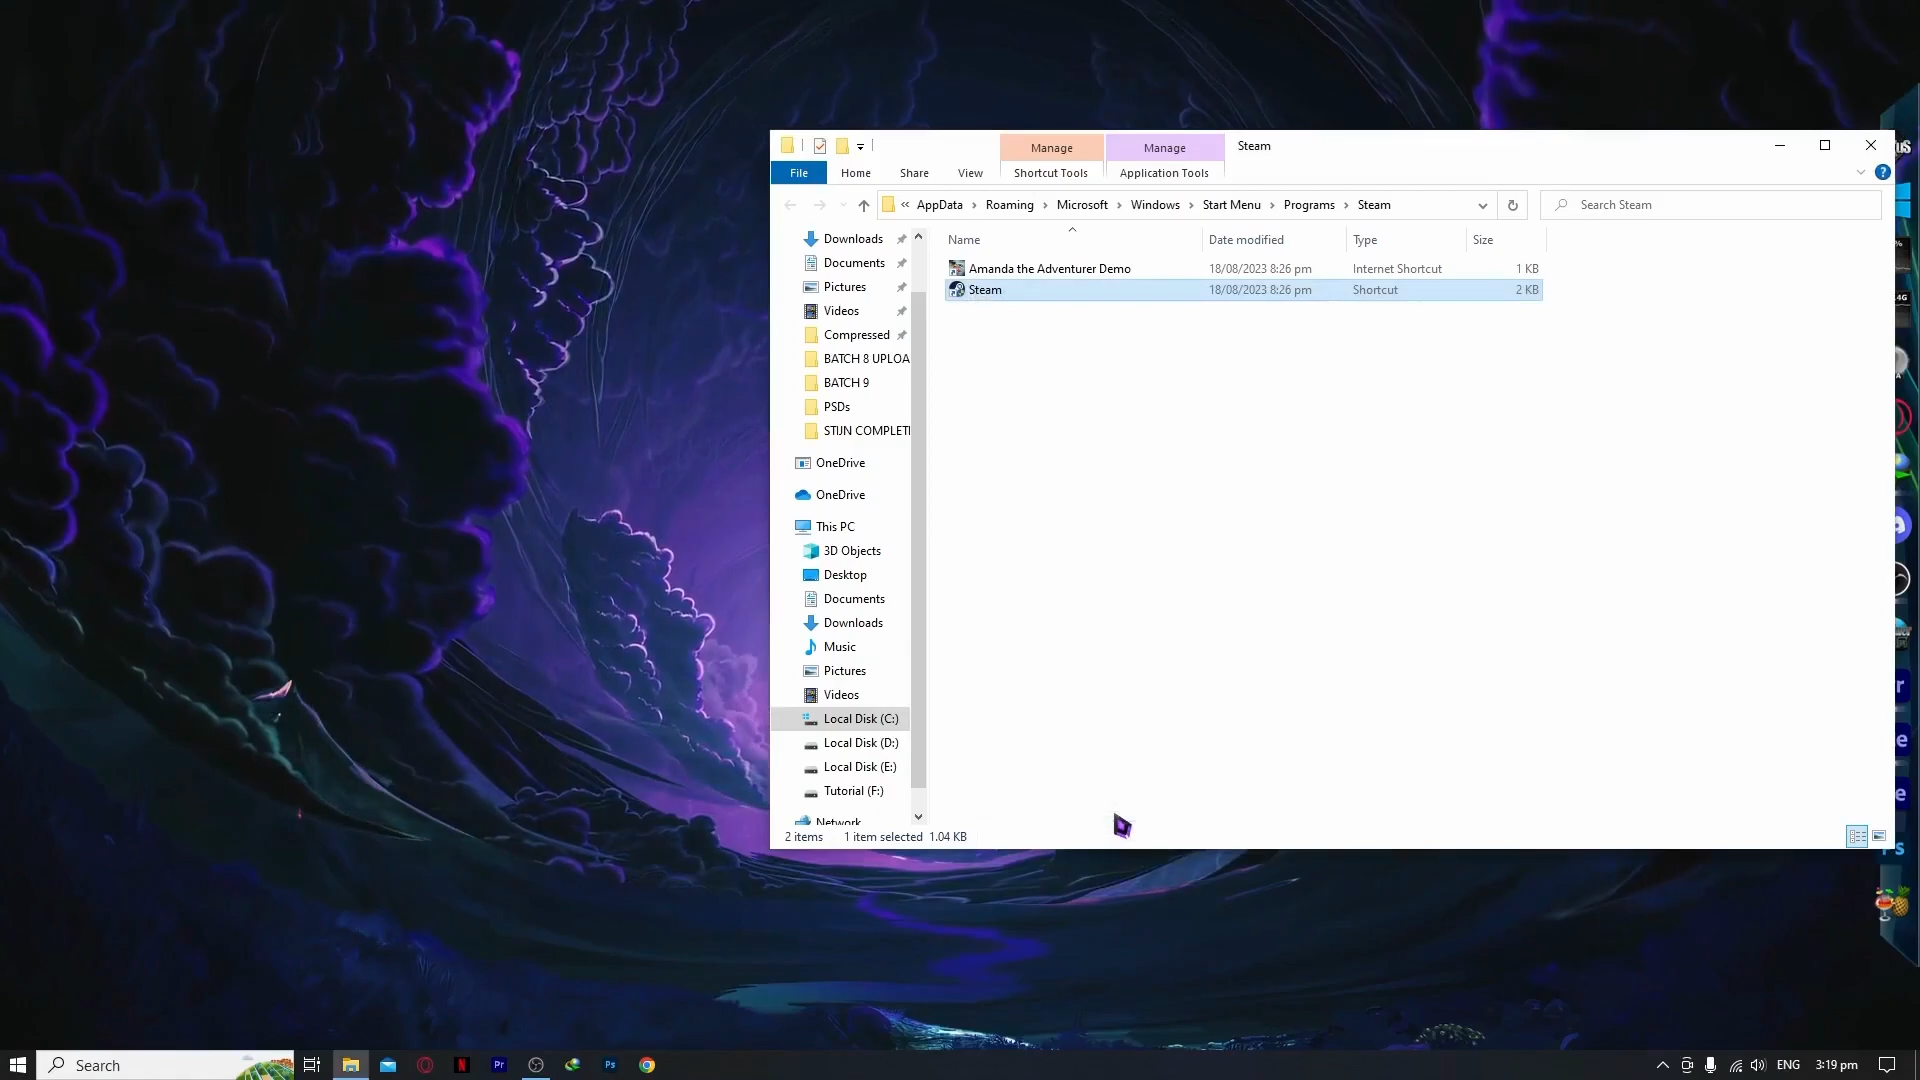 Manage
Manage
Steam
File
Home
Share
View
Shortcut Tools
Application Tools
AppData
Roaming
Microsoft
Windows
Start Menu
Programs
Steam
Search Steam
Name
Date modified
Type
Size
Amanda the Adventurer Demo
18/08/2023 8:26 pm
Internet Shortcut
1 KB
Steam
18/08/2023 8:26 pm
Shortcut
2 KB
Downloads
Documents
Pictures
Videos
Compressed
BATCH 8 UPLOA
BATCH 9
PSDs
STIJN COMPLETI
OneDrive
OneDrive
This PC
3D Objects
Desktop
Documents
Downloads
Music
Pictures
Videos
Local Disk (C:)
Local Disk (D:)
Local Disk (E:)
Tutorial (F:)
Network
2 items
1 item selected 1.04 KB
Search
Pr
Ps
ENG
3:19 pm